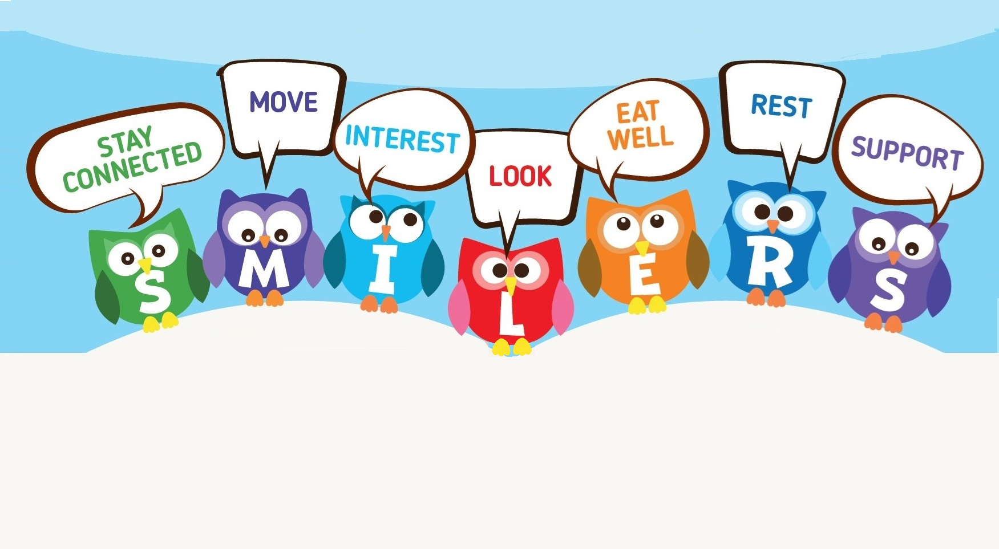 STAY
CONNECTED
MOVE
INTEREST
LOOK
EAT
WELL
REST
SUPPORT
S
M
I
L
E
R
S